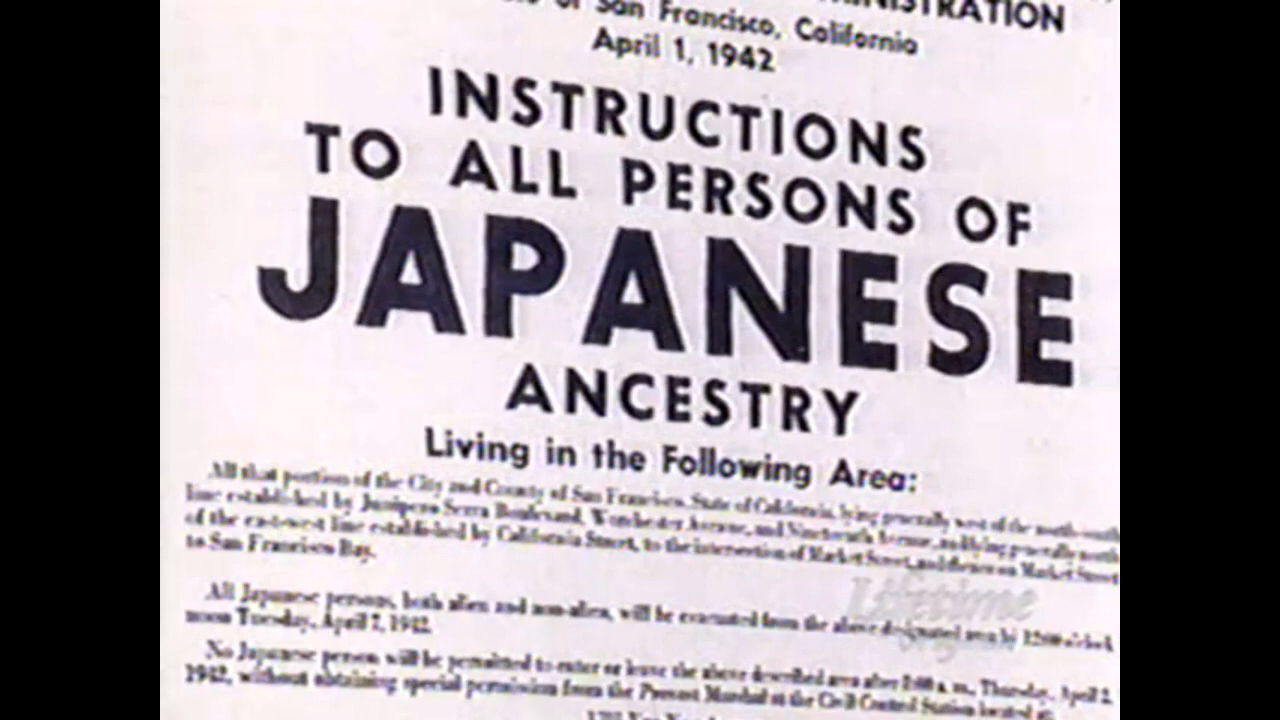 NISTRATION
of San Francisco, California
April 1, 1942
INSTRUCTIONS
TO ALL PERSONS OF
JAPANESE
ANCESTRY
Living in the Following Area:
All that portion of the City and County of San Francisco, State of California, lying generally west of the north-south
line established by Junipero Serra Boulevard, Worchester Avenue, and Nineteenth Avenue, and lying generally north
of the east-west line established by California Street, to the intersection of Market Street, and thence on Market Street
to San Francisco Bay.
All Japanese persons, both alien and non-alien, will be evacuated from the above designated area by 12:00 o'clock
noon Tuesday, April 7, 1942.
No Japanese person will be permitted to enter or leave the above described area after 8:00 a. m., Thursday, April 2,
1942, without obtaining special permission from the Provost Marshal at the Civil Control Station located at:
Lifetime